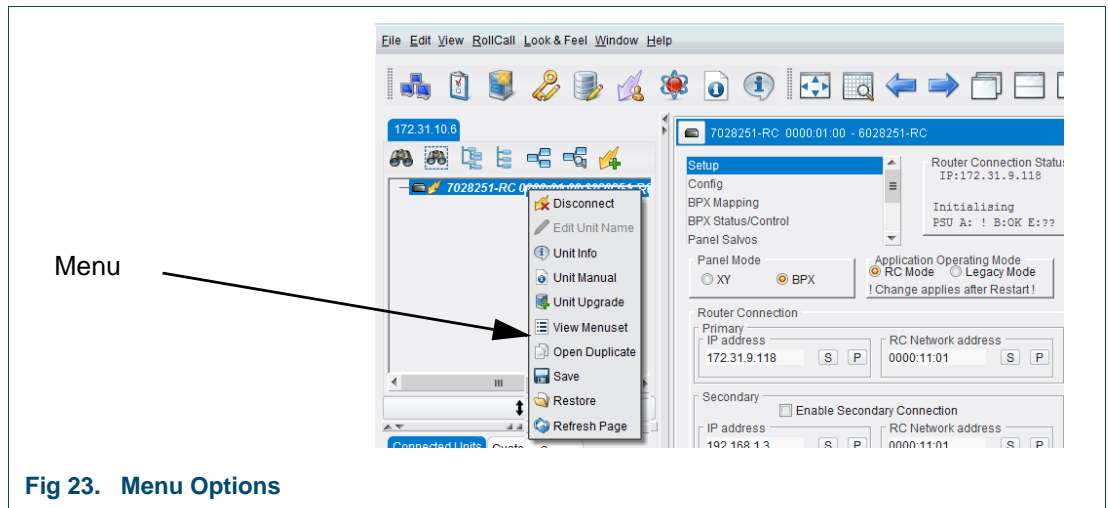 File Edit View RollCall Look & Feel Window Help
172.31.10.6
7028251-RC 0000:01:00 - 6028251-RC
7028251-RC
Setup
Config
BPX Mapping
BPX Status/Control
Panel Salvos
Router Connection Statu
IP:172.31.9.118
Initialising
PSU A: ! B:OK E:??
Disconnect
Edit Unit Name
Unit Info
Unit Manual
Unit Upgrade
View Menuset
Open Duplicate
Save
Restore
Refresh Page
Menu
Panel Mode
XY BPX
Application Operating Mode
RC Mode Legacy Mode
! Change applies after Restart !
Router Connection
Primary
IP address
172.31.9.118 S P
RC Network address
0000:11:01 S P
Secondary
Enable Secondary Connection
IP address
192.168.1.3 S P
RC Network address
0000:11:01 S P
Connected Units
Fig 23. Menu Options